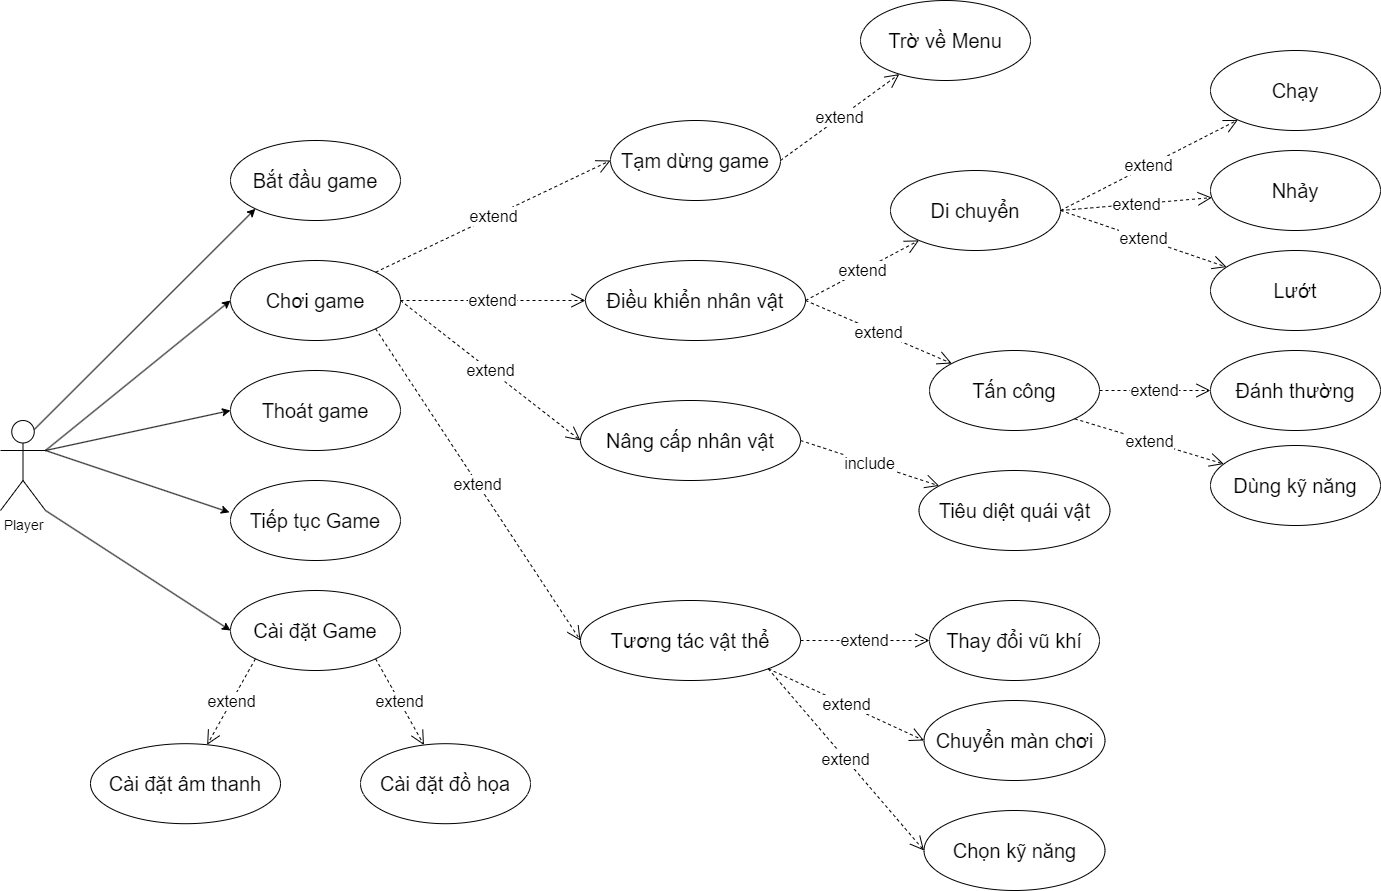 Trờ về Menu
extend
Chạy
Tạm dừng game
extend
Bắt đầu game
Nhảy
extend
Di chuyển
extend
extend
extend
Chơi game
extend
Điều khiển nhân vật
Lướt
extend
extend
Tấn công
extend
Đánh thường
Thoát game
Nâng cấp nhân vật
extend
include
Dùng kỹ năng
extend
Tiêu diệt quái vật
Tiếp tục Game
Player
Cài đặt Game
Tương tác vật thể
extend
Thay đổi vũ khí
extend
extend
extend
Chuyển màn chơi
extend
Cài đặt âm thanh
Cài đặt đồ họa
Chọn kỹ năng